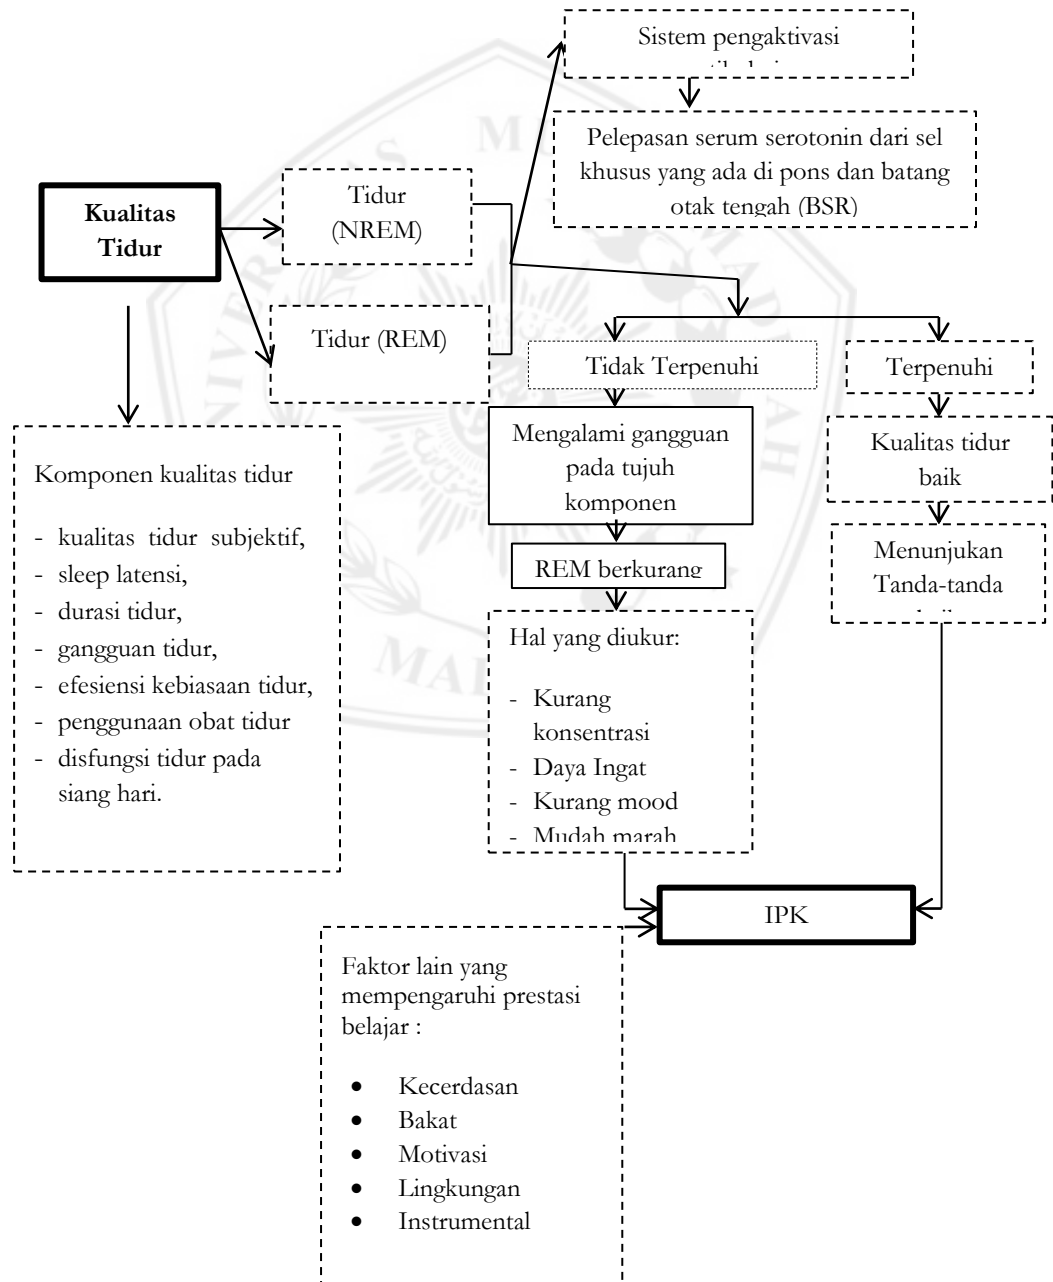 Sistem pengaktivasi
Pelepasan serum serotonin dari sel
khusus yang ada di pons dan batang
otak tengah (BSR)
Kualitas
Tidur
Tidur
(NREM)
Tidur (REM)
Tidak Terpenuhi
Terpenuhi
Mengalami gangguan
pada tujuh
komponen
Kualitas tidur
baik
REM berkurang
Menunjukan
Tanda-tanda
Komponen kualitas tidur
- kualitas tidur subjektif,
- sleep latensi,
- durasi tidur,
- gangguan tidur,
- efesiensi kebiasaan tidur,
- penggunaan obat tidur
- disfungsi tidur pada
siang hari.
Hal yang diukur:
- Kurang
konsentrasi
- Daya Ingat
- Kurang mood
- Mudah marah
IPK
Faktor lain yang
mempengaruhi prestasi
belajar :
• Kecerdasan
• Bakat
• Motivasi
• Lingkungan
• Instrumental